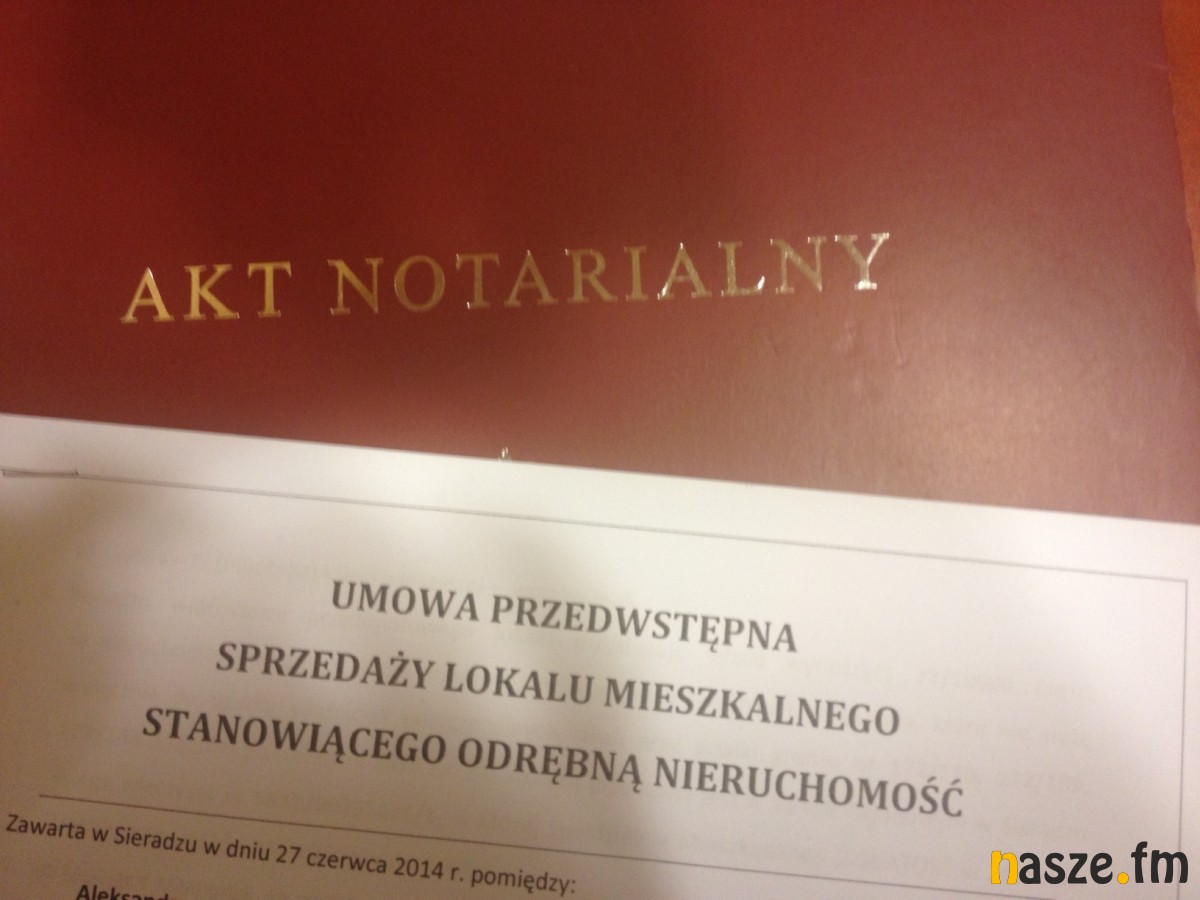 AKT NOTARIALNY
UMOWA PRZEDWSTĘPNA
SPRZEDAŻY LOKALU MIESZKALNEGO
STANOWIĄCEGO ODRĘBNĄ NIERUCHOMOŚĆ
Zawarta w Sieradzu w dniu 27 czerwca 2014 r. pomiędzy:
nasze.fm